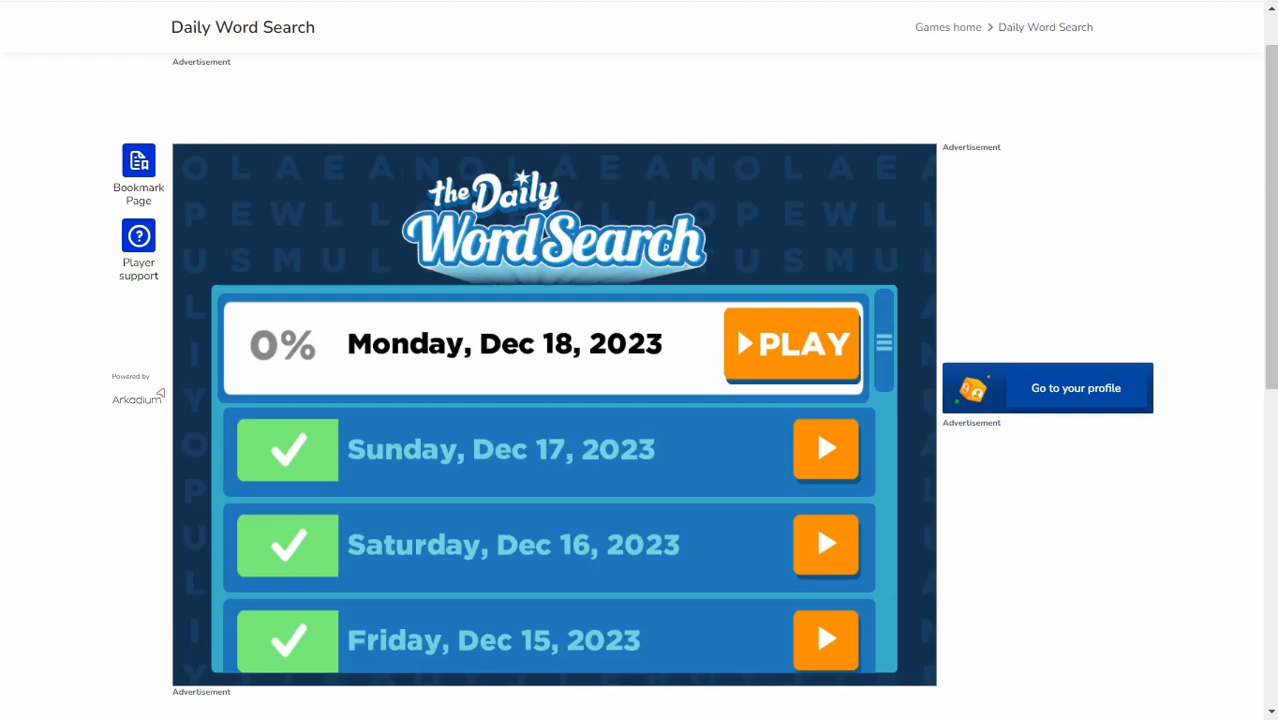 Daily Word Search
Games home > Daily Word Search
Advertisement
Bookmark
Page
Player
support
Powered by
Arkadium
the Daily
Word Search
0% Monday, Dec 18, 2023 PLAY
Sunday, Dec 17, 2023
Saturday, Dec 16, 2023
Friday, Dec 15, 2023
Advertisement
Go to your profile
Advertisement
Advertisement